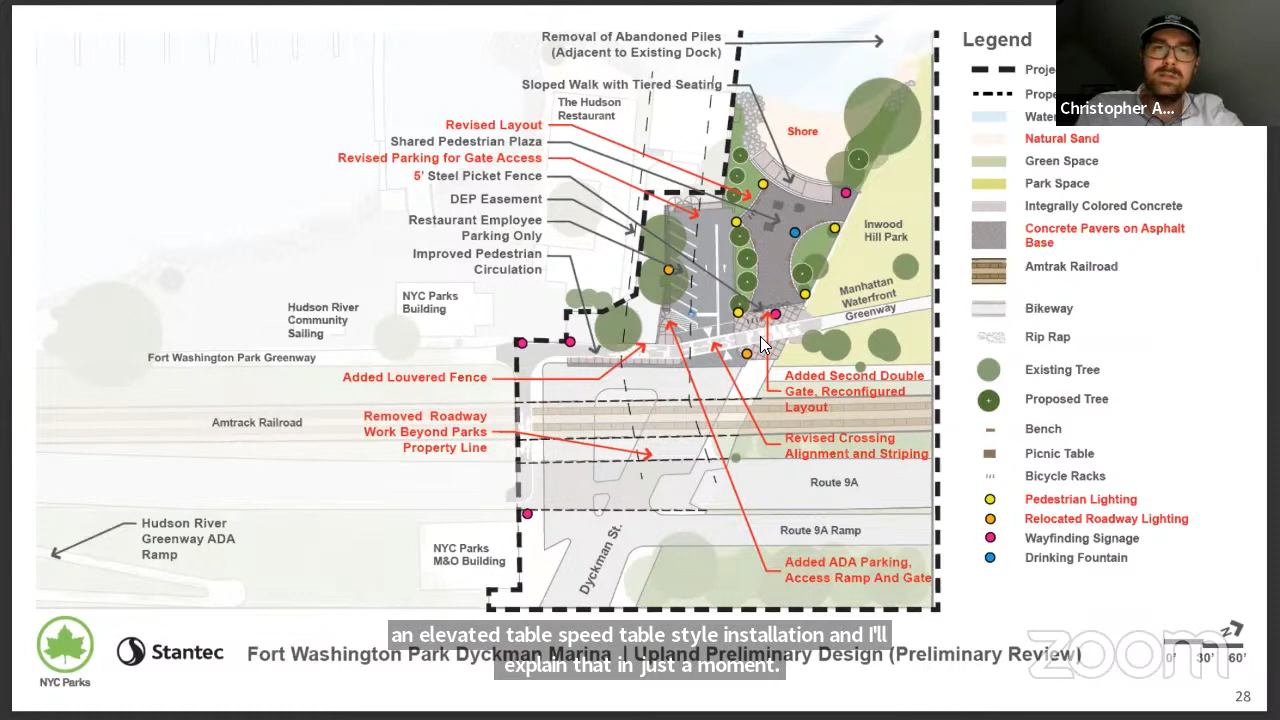 Removal of Abandoned Piles
(Adjacent to Existing Dock)
Sloped Walk with Tiered Seating
The Hudson
Restaurant
Revised Layout
Shared Pedestrian Plaza
Revised Parking for Gate Access
5' Steel Picket Fence
DEP Easement
Restaurant Employee
Parking Only
Improved Pedestrian
Circulation
Shore
Inwood
Hill Park
Manhattan
Waterfront
Greenway
NYC Parks
Building
Hudson River
Community
Sailing
Fort Washington Park Greenway
Added Louvered Fence
Removed Roadway
Work Beyond Parks
Property Line
Amtrack Railroad
Added Second Double
Gate, Reconfigured
Layout
Revised Crossing
Alignment and Striping
Route 9A
Route 9A Ramp
Hudson River
Greenway ADA
Ramp
NYC Parks
M&O Building
Dyckman St.
Added ADA Parking,
Access Ramp And Gate
Legend
Proje
Prope
Water
Natural Sand
Green Space
Park Space
Integrally Colored Concrete
Concrete Pavers on Asphalt
Base
Amtrak Railroad
Bikeway
Rip Rap
Existing Tree
Proposed Tree
Bench
Picnic Table
Bicycle Racks
Pedestrian Lighting
Relocated Roadway Lighting
Wayfinding Signage
Drinking Fountain
Christopher A...
an elevated table speed table style installation and I'll
explain that in just a moment.
NYC Parks
Stantec
Fort Washington Park Dyckman Marina | Upland Preliminary Design (Preliminary Review)
zoom
Z
0' 30' 60'
28